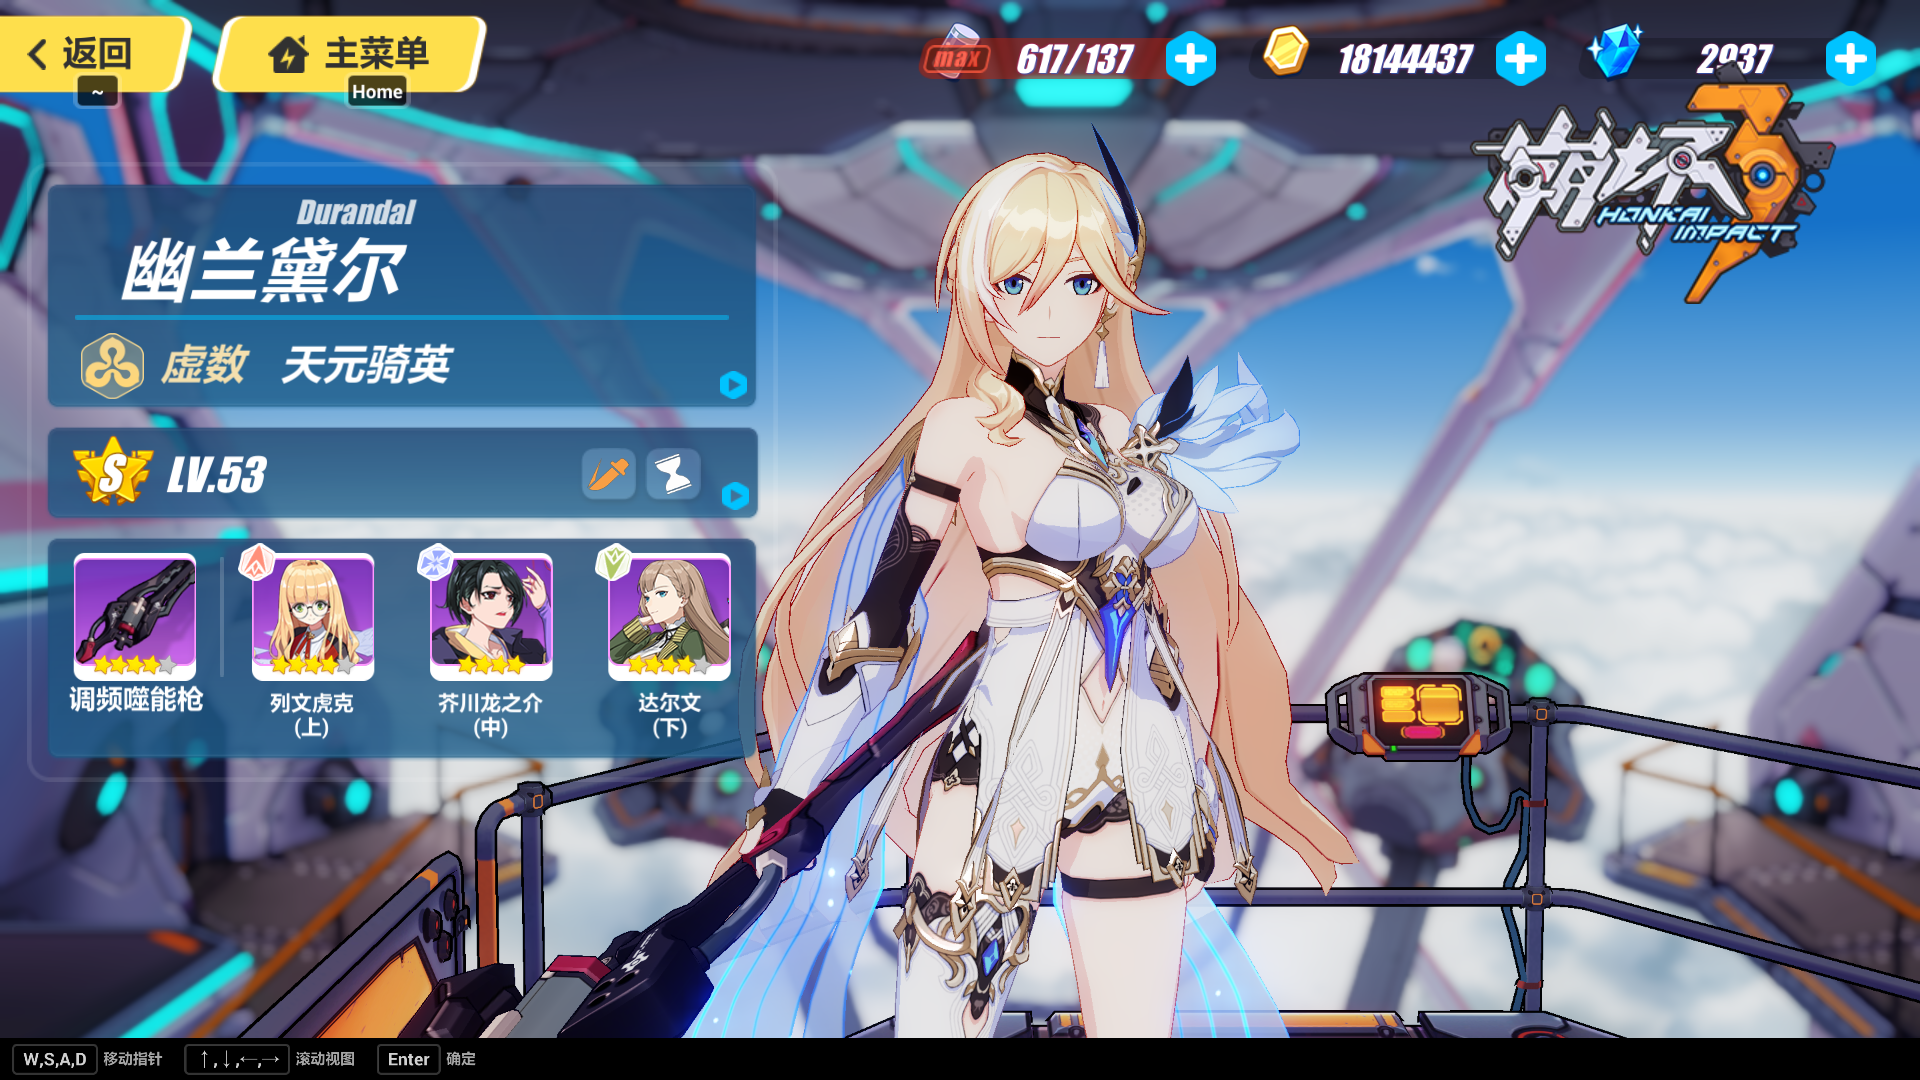 返回
~
主菜单
Home
max
617/137
18144437
2937
崩坏3
HONKAI
IMPACT
Durandal
幽兰黛尔
虚数
天元骑英
S
LV.53
调频噬能枪
列文虎克
(上)
芥川龙之介
(中)
达尔文
(下)
W,S,A,D 移动指针
↑,↓,←,→ 滚动视图
Enter 确定